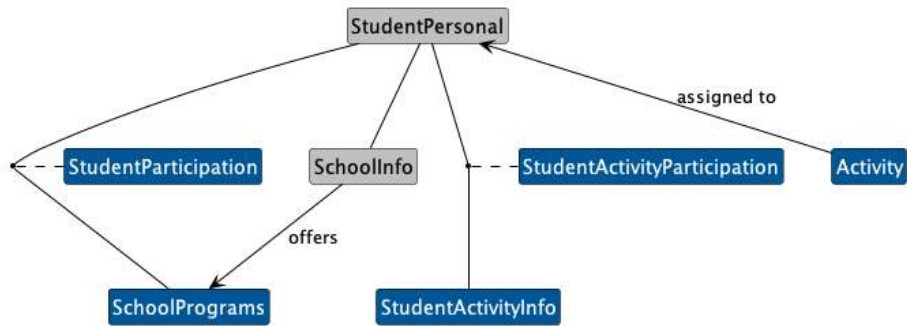 StudentPersonal
assigned to
StudentParticipation
SchoolInfo
StudentActivityParticipation
Activity
offers
SchoolPrograms
StudentActivityInfo